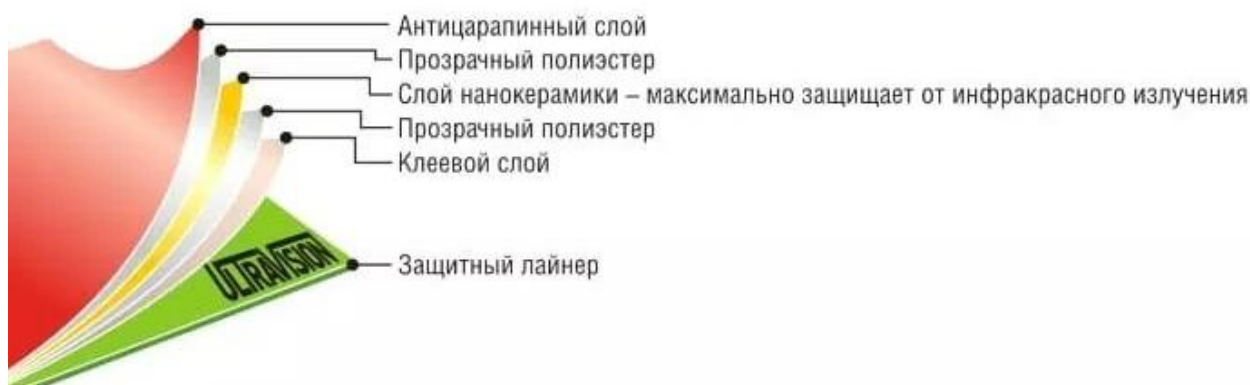 Антицарапинный слой
Прозрачный полиэстер
Слой нанокерамики – максимально защищает от инфракрасного излучения
Прозрачный полиэстер
Клеевой слой
Защитный лайнер
ULTRAVISION